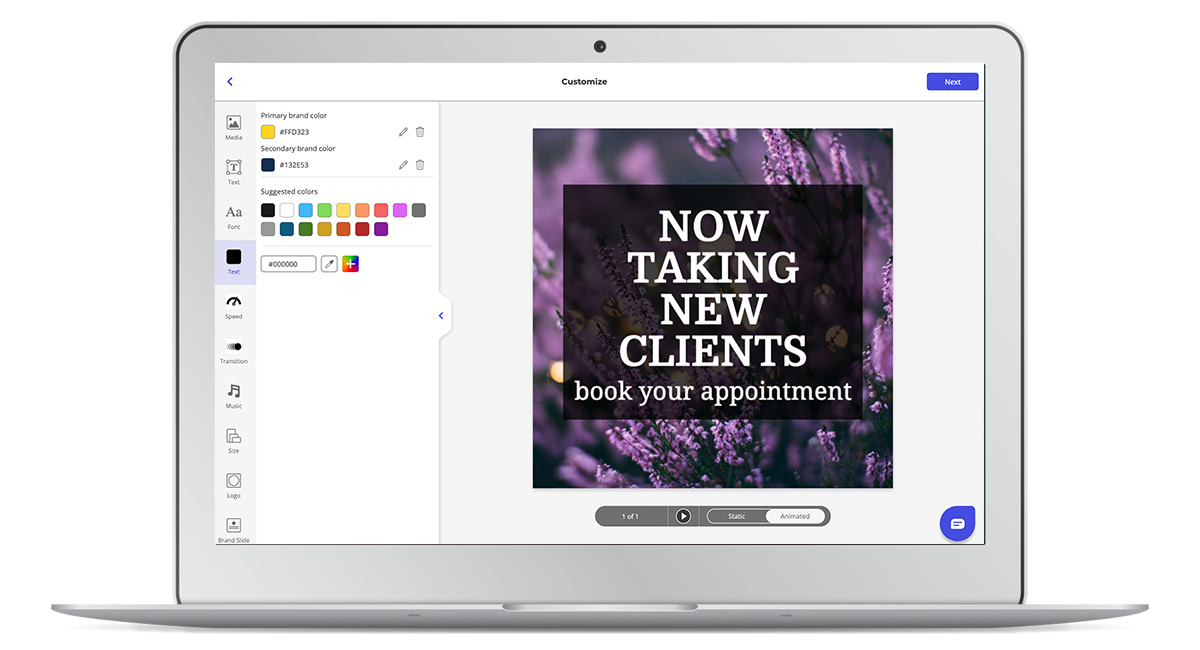 Customize
Next
Media
Text
Aa
Font
Text
Speed
Transition
Music
Size
Logo
Brand Slide
Primary brand color
#FFD323
Secondary brand color
#132E53
Suggested colors
#000000
NOW
TAKING
NEW
CLIENTS
book your appointment
1 of 1
Static
Animated